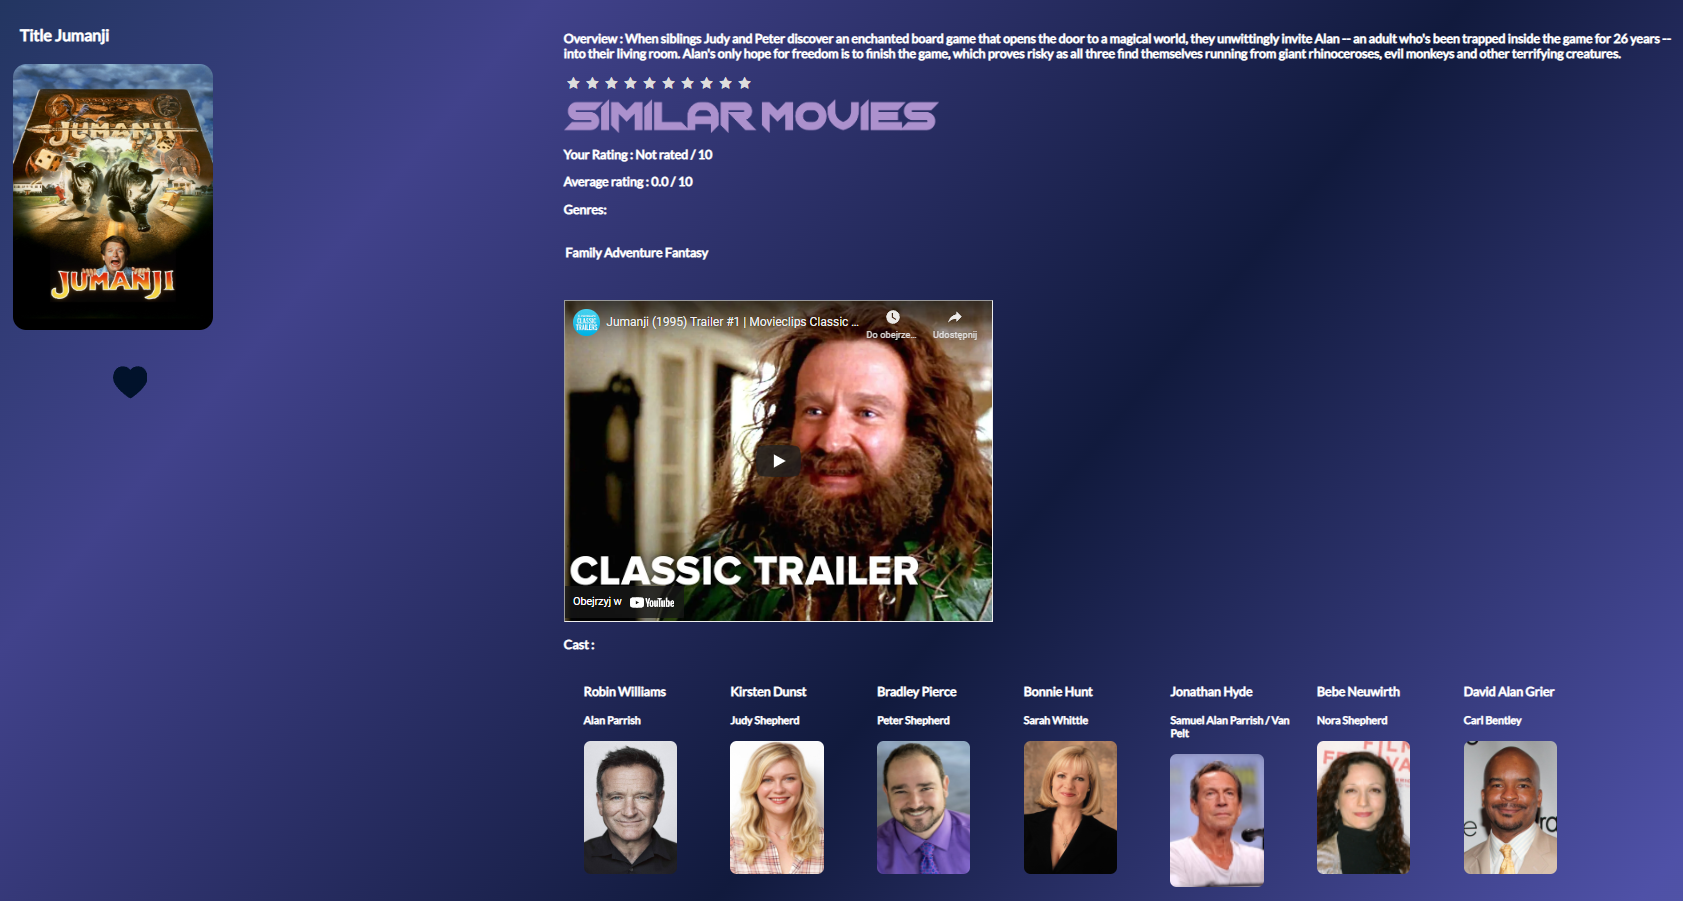 Title Jumanji
JUMANJI
JUMANJI
Overview : When siblings Judy and Peter discover an enchanted board game that opens the door to a magical world, they unwittingly invite Alan -- an adult who's been trapped inside the game for 26 years --
into their living room. Alan's only hope for freedom is to finish the game, which proves risky as all three find themselves running from giant rhinoceroses, evil monkeys and other terrifying creatures.
SIMILAR MOVIES
Your Rating : Not rated / 10
Average rating : 0.0 / 10
Genres:
Family Adventure Fantasy
CLASSIC
TRAILERS
Jumanji (1995) Trailer #1 | Movieclips Classic ...
Do obejrze...
Udostępnij
CLASSIC TRAILER
Obejrzyj w YouTube
Cast :
Robin Williams
Alan Parrish
Kirsten Dunst
Judy Shepherd
Bradley Pierce
Peter Shepherd
Bonnie Hunt
Sarah Whittle
Jonathan Hyde
Samuel Alan Parrish / Van
Pelt
Bebe Neuwirth
Nora Shepherd
David Alan Grier
Carl Bentley